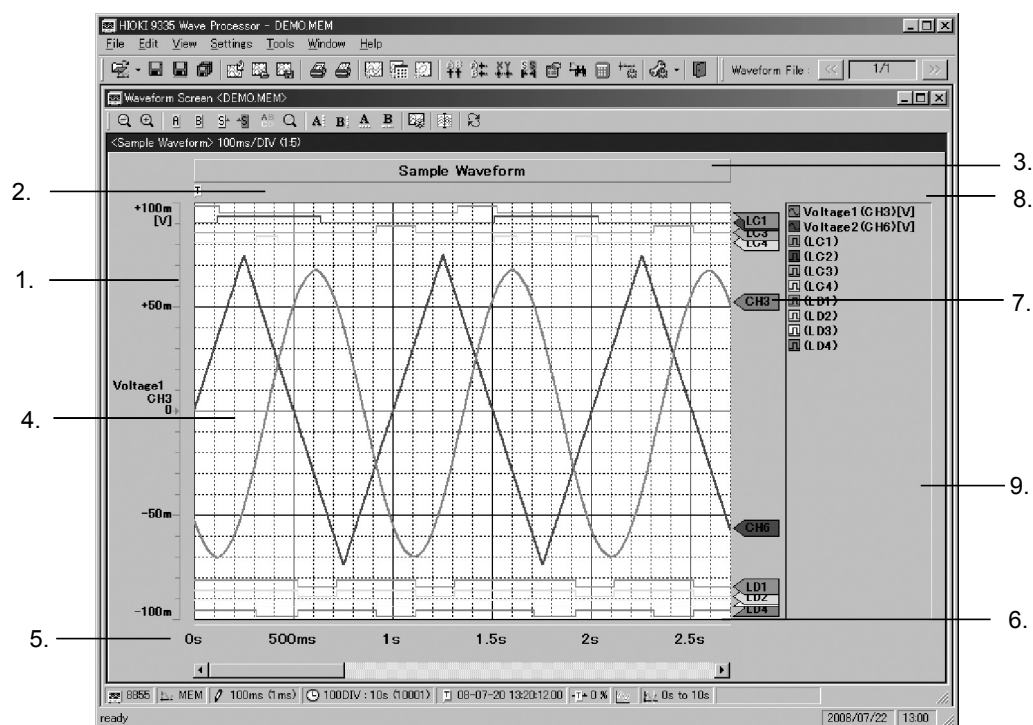 HIOKI 9335 Wave Processor - DEMO.MEM
File Edit View Settings Tools Window Help
Waveform File : << 1/1 >>
Waveform Screen <DEMO.MEM>
<Sample Waveform> 100ms/DIV (1:5)
Sample Waveform
3.
2.
8.
T
+100m
[V]
LC1
LC3
LC4
Voltage1(CH3)[V]
Voltage2(CH6)[V]
(LC1)
(LC2)
(LC3)
(LC4)
(LD1)
(LD2)
(LD3)
(LD4)
1.
+50m
CH3
7.
Voltage1
CH3
0
4.
9.
-50m
CH6
LD1
LD2
LD4
-100m
6.
5.
0s 500ms 1s 1.5s 2s 2.5s
8855 MEM 100ms (1ms) 100DIV : 10s (10001) T 08-07-20 13:20:12.00 -T+ 0 % 0s to 10s
ready 2008/07/22 13:00